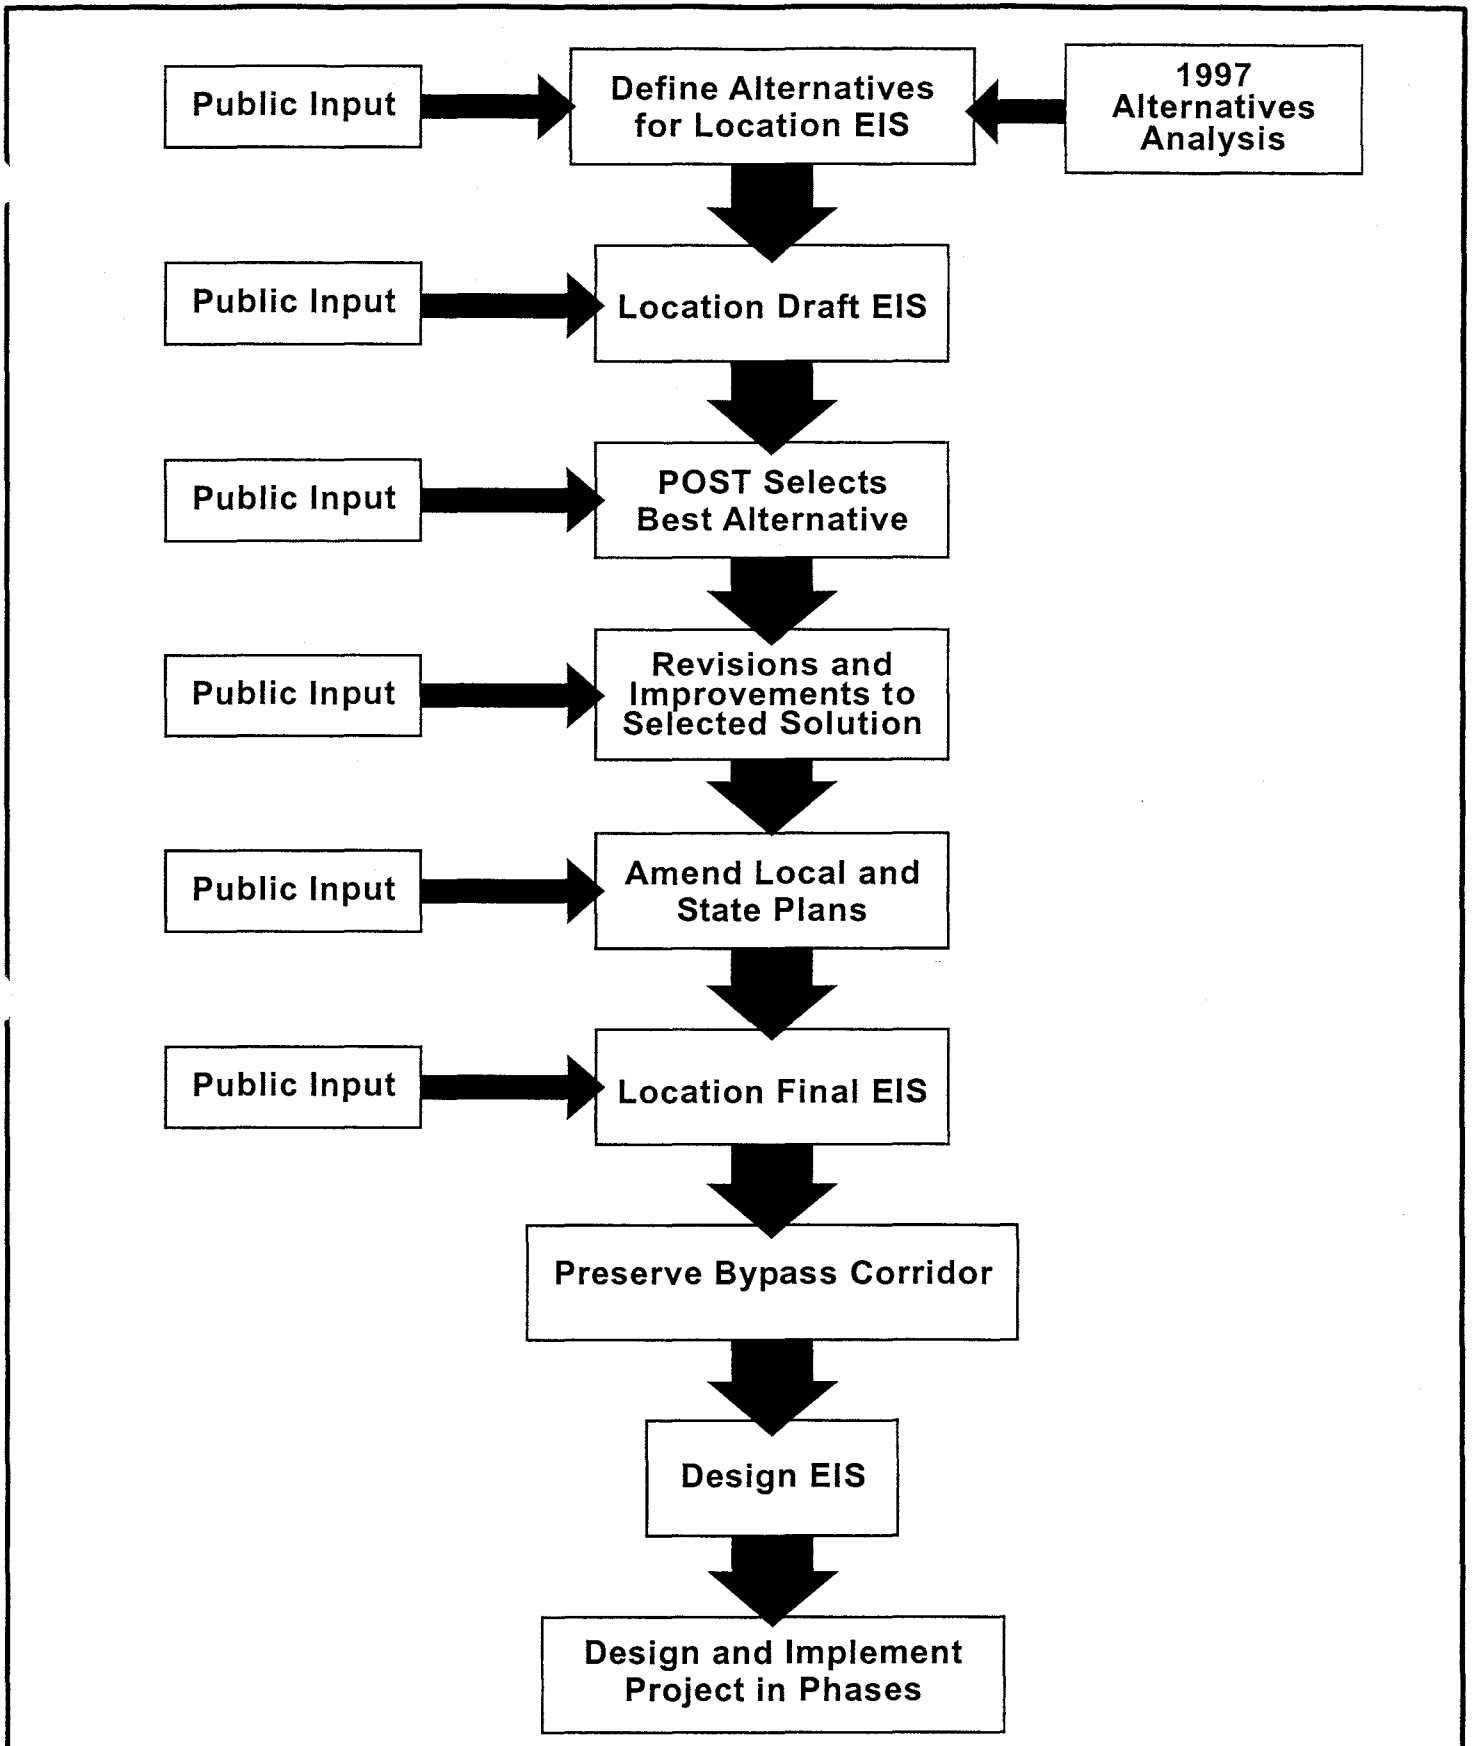 Public Input
Define Alternatives
for Location EIS
1997
Alternatives
Analysis
Public Input
Location Draft EIS
Public Input
POST Selects
Best Alternative
Public Input
Revisions and
Improvements to
Selected Solution
Public Input
Amend Local and
State Plans
Public Input
Location Final EIS
Preserve Bypass Corridor
Design EIS
Design and Implement
Project in Phases